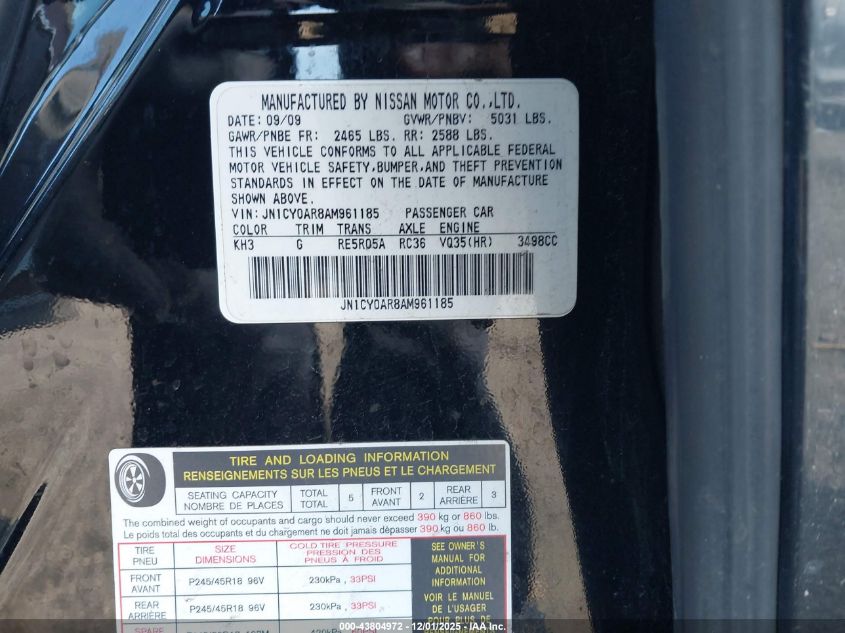 MANUFACTURED BY NISSAN MOTOR CO.,LTD.
DATE: 09/09 GVWR/PNBV: 5031 LBS.
GAWR/PNBE FR: 2465 LBS. RR: 2588 LBS.
THIS VEHICLE CONFORMS TO ALL APPLICABLE FEDERAL
MOTOR VEHICLE SAFETY,BUMPER,AND THEFT PREVENTION
STANDARDS IN EFFECT ON THE DATE OF MANUFACTURE
SHOWN ABOVE.
VIN: JN1CY0AR8AM961185 PASSENGER CAR
COLOR TRIM TRANS AXLE ENGINE
KH3 G RE5R05A RC36 VQ35(HR) 3498CC
JN1CY0AR8AM961185
TIRE AND LOADING INFORMATION
RENSEIGNEMENTS SUR LES PNEUS ET LE CHARGEMENT
SEATING CAPACITY TOTAL 5 FRONT 2 REAR 3
NOMBRE DE PLACES TOTAL AVANT ARRIÈRE
The combined weight of occupants and cargo should never exceed 390 kg or 860 lb.
Le poids total des occupants et du chargement ne doit jamais dépasser 390 kg ou 860 lb.
TIRE PNEU
SIZE DIMENSIONS
COLD TIRE PRESSURE
PRESSION DES PNEUS À FROID
SEE OWNER'S MANUAL FOR ADDITIONAL INFORMATION
VOIR LE MANUEL DE L'USAGER POUR PLUS DE
FRONT AVANT P245/45R18 96V 230kPa, 33PSI
REAR ARRIÈRE P245/45R18 96V 230kPa, 33PSI
SPARE
000-43804972 - 12/01/2025 - IAA Inc.